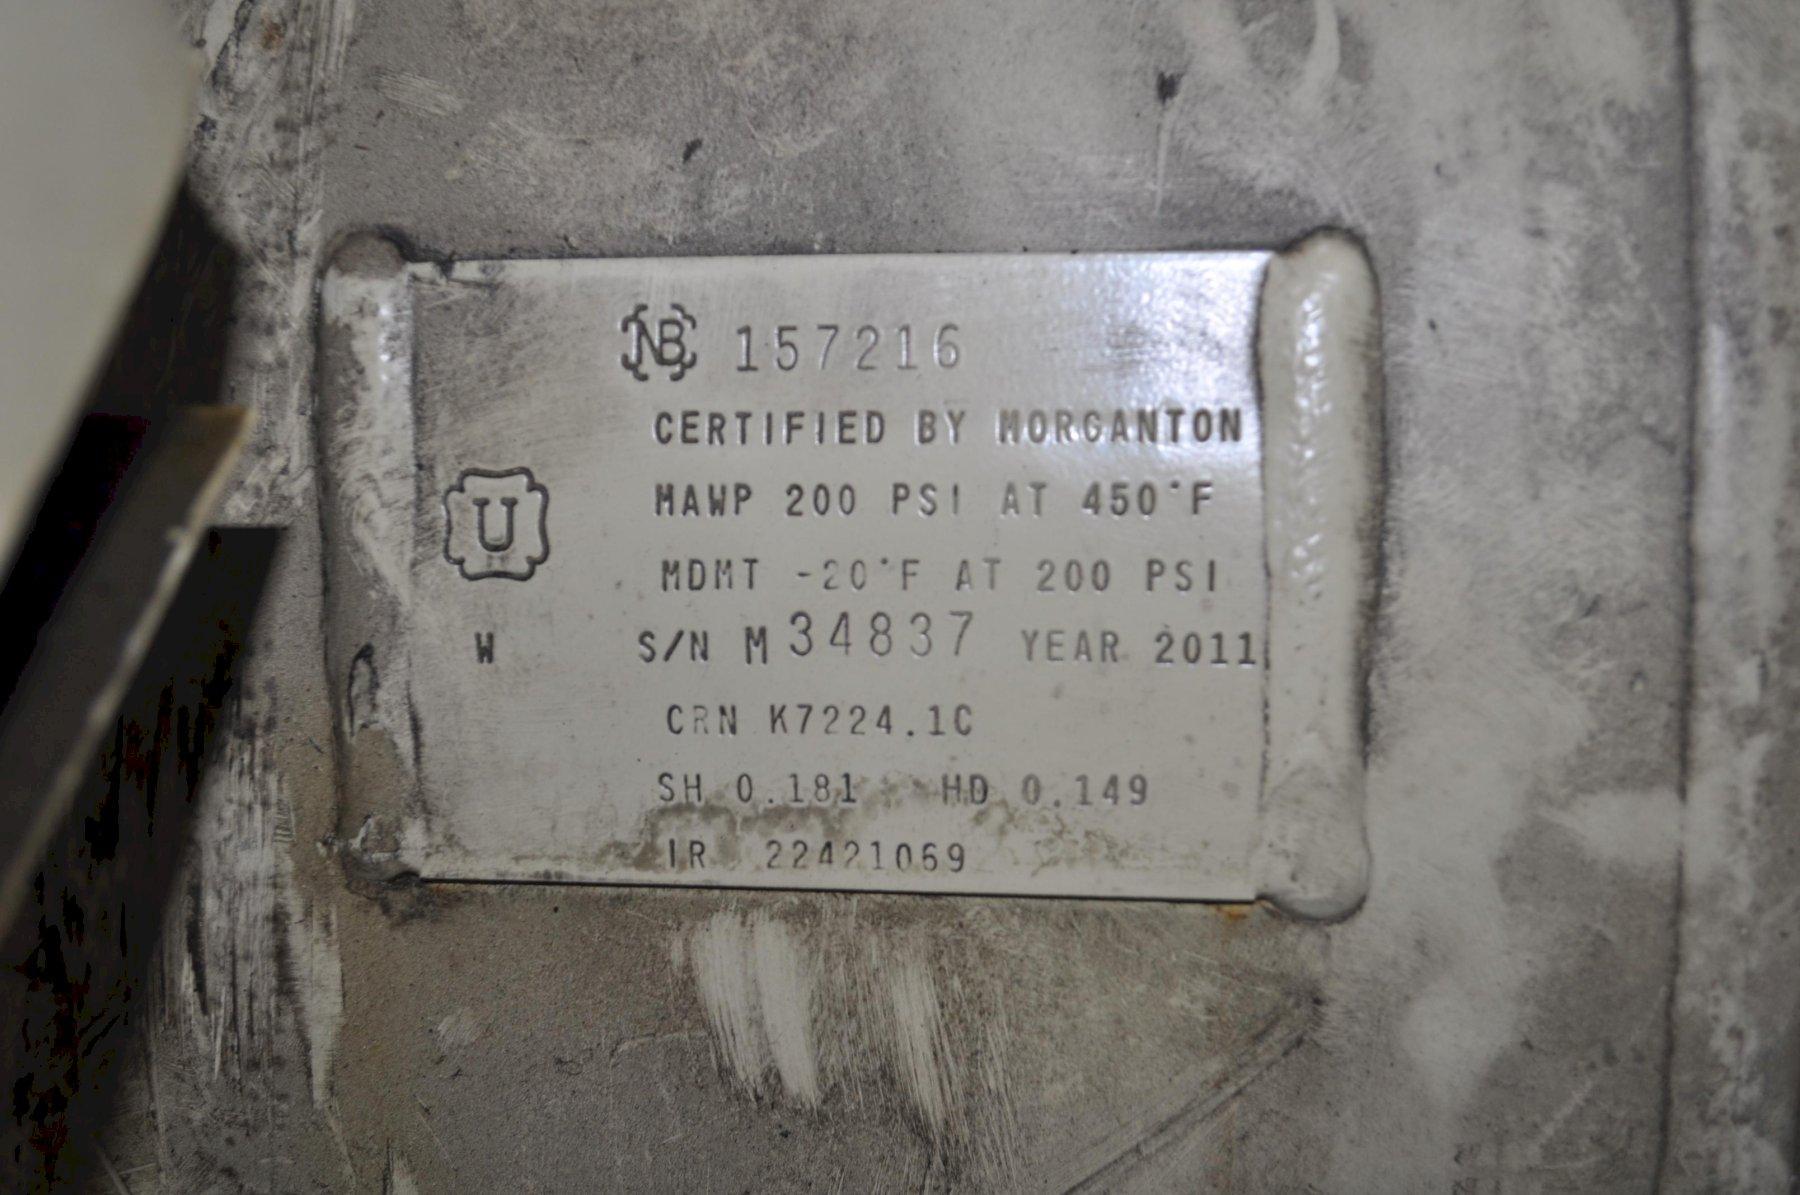 NB 157216
CERTIFIED BY MORGANTON
MAWP 200 PSI AT 450°F
U
MDMT -20°F AT 200 PSI
W S/N M 34837 YEAR 2011
CRN K7224.1C
SH 0.181 HD 0.149
IR 22421069